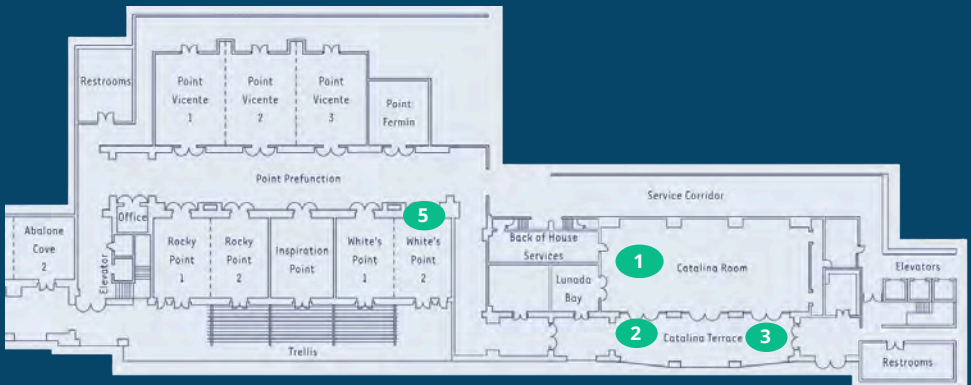 Restrooms
Point
Vicente
1
Point
Vicente
2
Point
Vicente
3
Point
Fermin
Point Prefunction
Service Corridor
5
Office
Abalone
Cove
2
Elevator
Rocky
Point
1
Rocky
Point
2
Inspiration
Point
White's
Point
1
White's
Point
2
Back of House
Services
Lunada
Bay
1
Catalina Room
Elevators
2
Catalina Terrace
3
Trellis
Restrooms